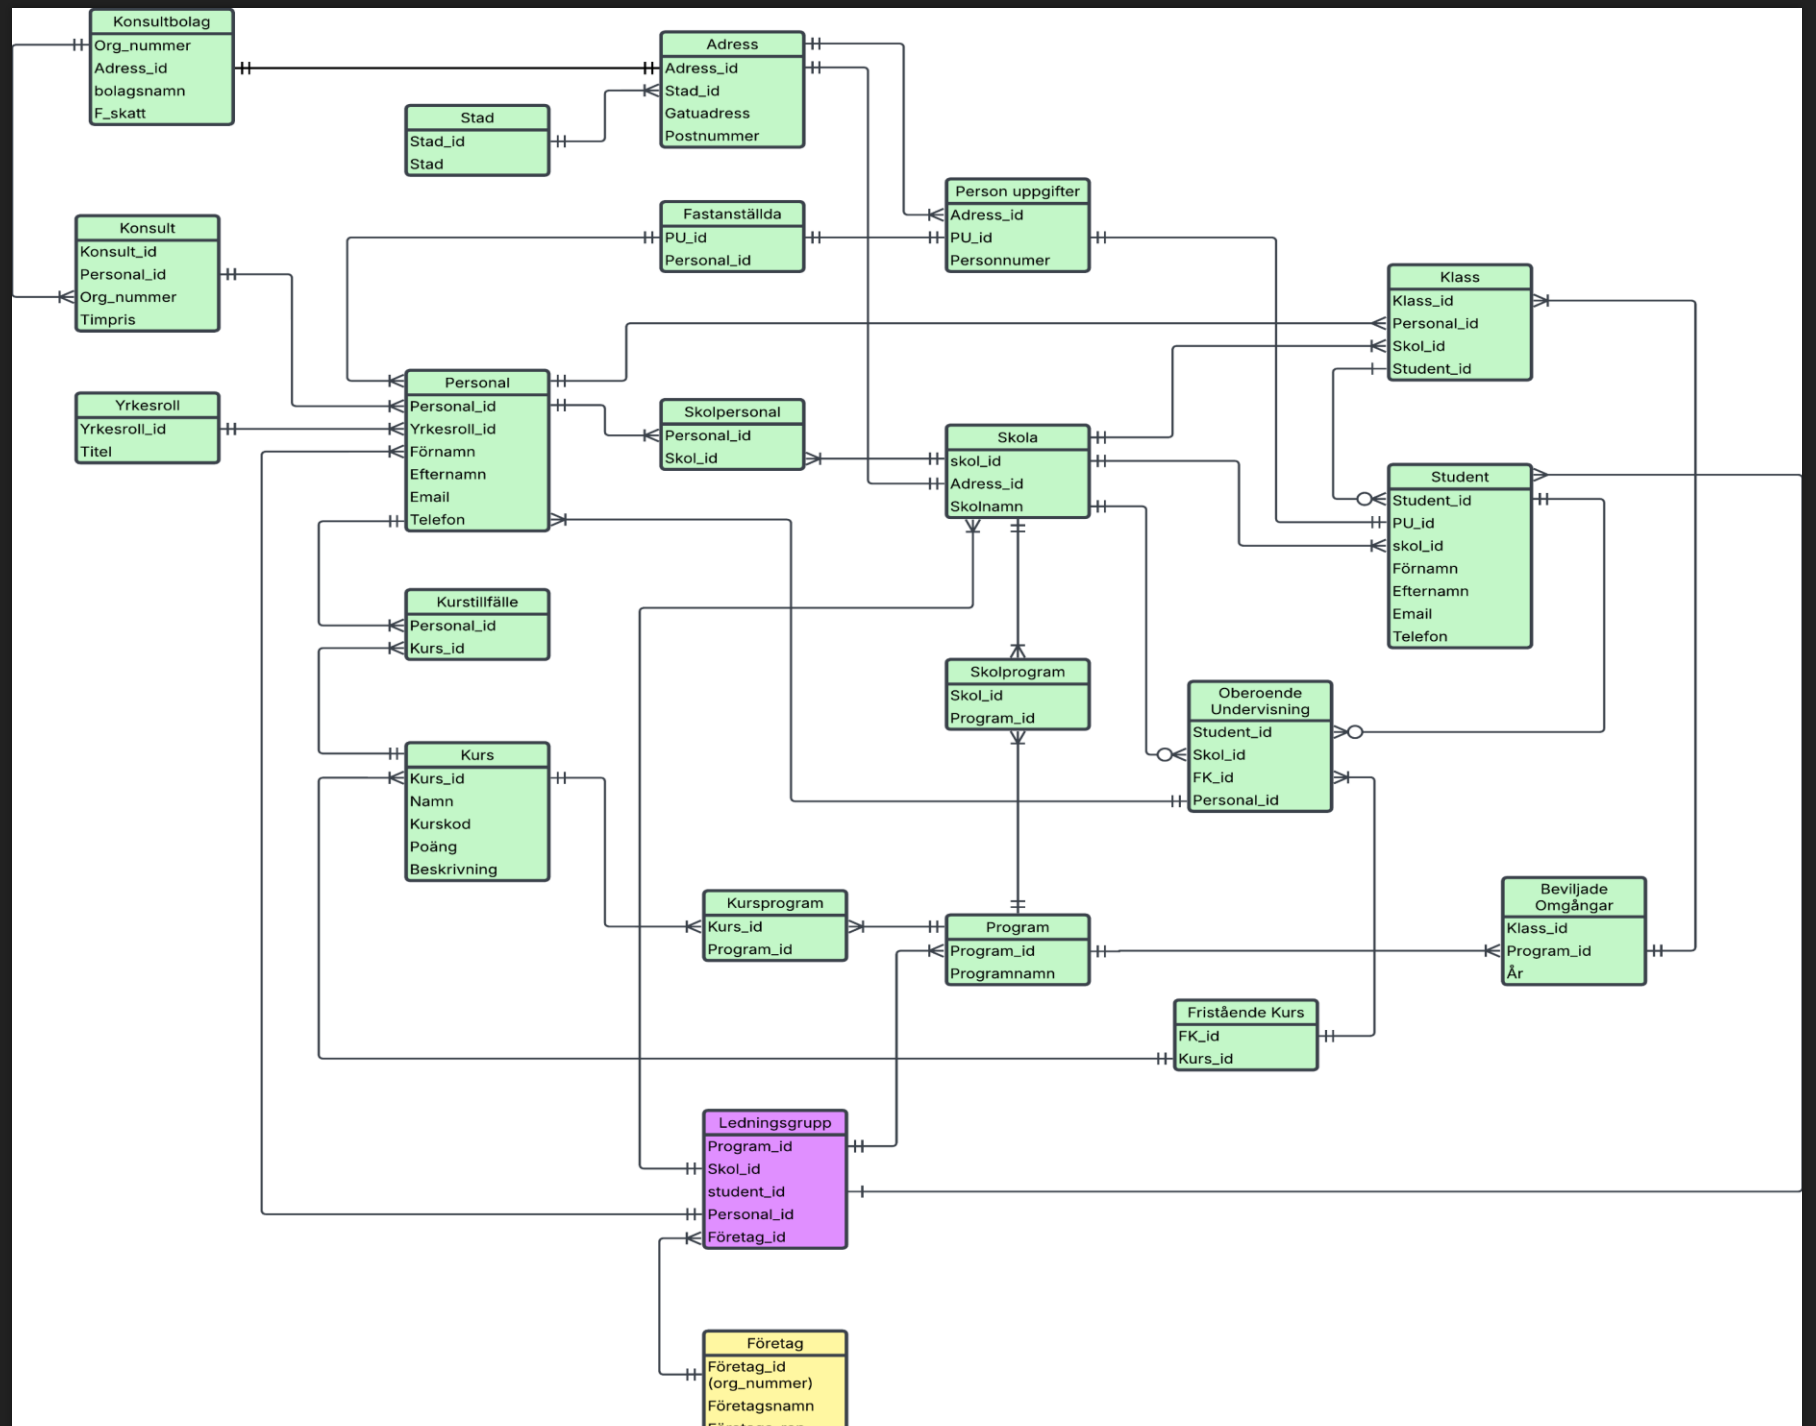 Konsultbolag
Org_nummer
Adress_id
bolagsnamn
F_skatt
Adress
Adress_id
Stad_id
Gatuadress
Postnummer
Stad
Stad_id
Stad
Person uppgifter
Adress_id
PU_id
Personnumer
Fastanställda
PU_id
Personal_id
Konsult
Konsult_id
Personal_id
Org_nummer
Timpris
Klass
Klass_id
Personal_id
Skol_id
Student_id
Personal
Personal_id
Yrkesroll_id
Förnamn
Efternamn
Email
Telefon
Yrkesroll
Yrkesroll_id
Titel
Skolpersonal
Personal_id
Skol_id
Skola
skol_id
Adress_id
Skolnamn
Student
Student_id
PU_id
skol_id
Förnamn
Efternamn
Email
Telefon
Kurstillfälle
Personal_id
Kurs_id
Skolprogram
Skol_id
Program_id
Oberoende
Undervisning
Student_id
Skol_id
FK_id
Personal_id
Kurs
Kurs_id
Namn
Kurskod
Poäng
Beskrivning
Kursprogram
Kurs_id
Program_id
Program
Program_id
Programnamn
Beviljade
Omgångar
Klass_id
Program_id
År
Fristående Kurs
FK_id
Kurs_id
Ledningsgrupp
Program_id
Skol_id
student_id
Personal_id
Företag_id
Företag
Företag_id
(org_nummer)
Företagsnamn